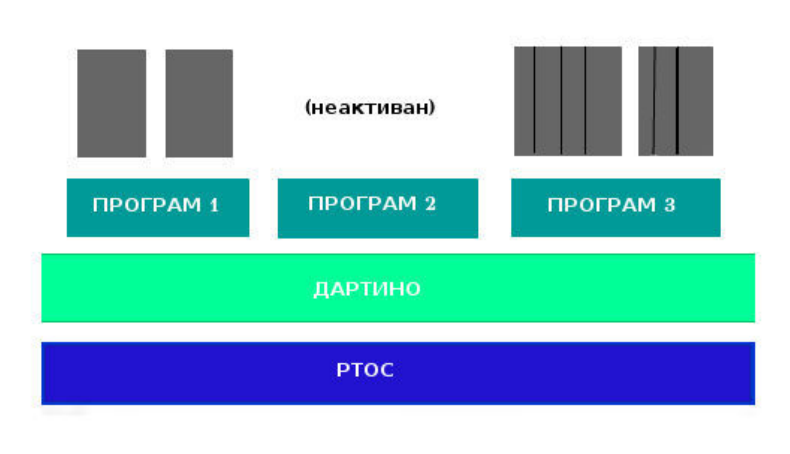 (неактиван)
ПРОГРАМ 1
ПРОГРАМ 2
ПРОГРАМ 3
ДАРТИНО
РТОС